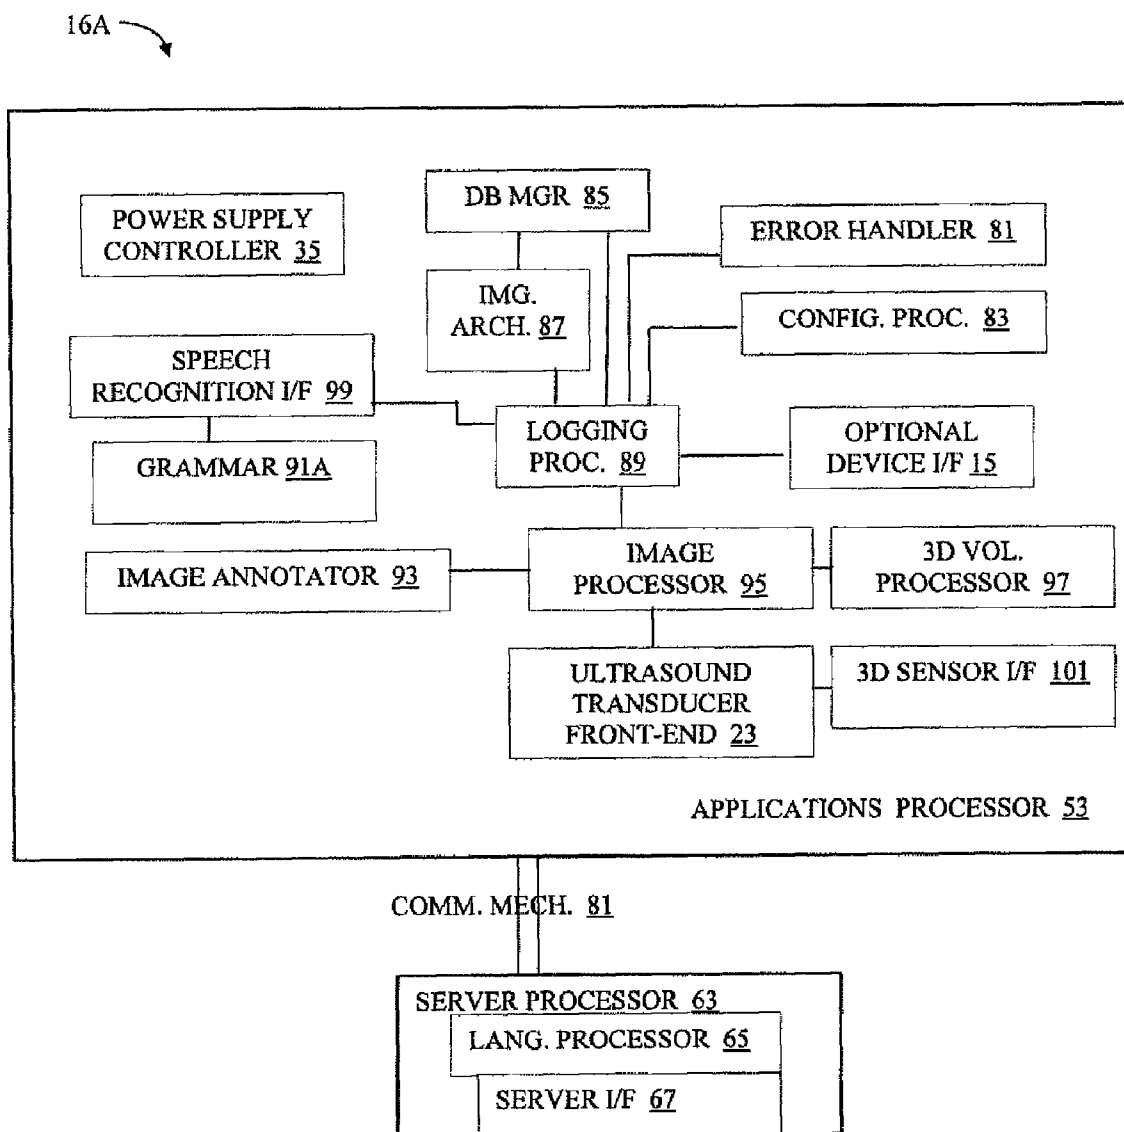 16A
POWER SUPPLY
CONTROLLER 35
DB MGR 85
ERROR HANDLER 81
IMG.
ARCH. 87
CONFIG. PROC. 83
SPEECH
RECOGNITION I/F 99
LOGGING
PROC. 89
OPTIONAL
DEVICE I/F 15
GRAMMAR 91A
IMAGE ANNOTATOR 93
IMAGE
PROCESSOR 95
3D VOL.
PROCESSOR 97
ULTRASOUND
TRANSDUCER
FRONT-END 23
3D SENSOR I/F 101
APPLICATIONS PROCESSOR 53
COMM. MECH. 81
SERVER PROCESSOR 63
LANG. PROCESSOR 65
SERVER I/F 67